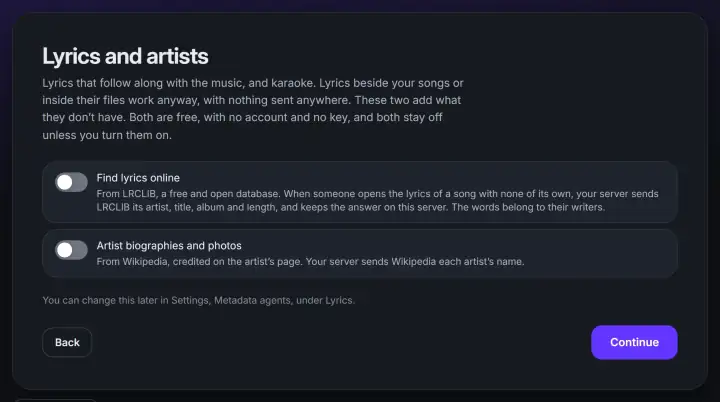 Lyrics and artists
Lyrics that follow along with the music, and karaoke. Lyrics beside your songs or
inside their files work anyway, with nothing sent anywhere. These two add what
they don’t have. Both are free, with no account and no key, and both stay off
unless you turn them on.
Find lyrics online
From LRCLIB, a free and open database. When someone opens the lyrics of a song with none of its own, your server sends
LRCLIB its artist, title, album and length, and keeps the answer on this server. The words belong to their writers.
Artist biographies and photos
From Wikipedia, credited on the artist’s page. Your server sends Wikipedia each artist’s name.
You can change this later in Settings, Metadata agents, under Lyrics.
Back
Continue